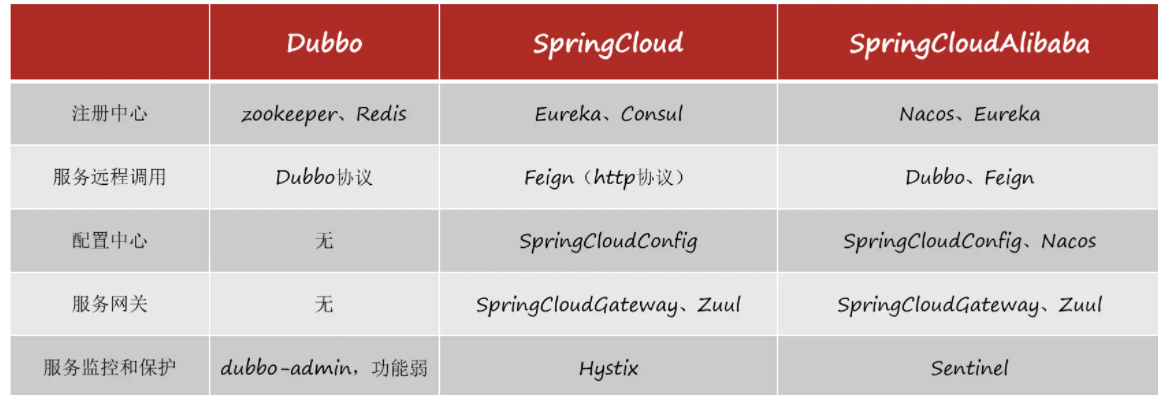 Dubbo SpringCloud SpringCloudAlibaba
注册中心 zookeeper、Redis Eureka、Consul Nacos、Eureka
服务远程调用 Dubbo协议 Feign（http协议） Dubbo、Feign
配置中心 无 SpringCloudConfig SpringCloudConfig、Nacos
服务网关 无 SpringCloudGateway、Zuul SpringCloudGateway、Zuul
服务监控和保护 dubbo-admin，功能弱 Hystix Sentinel